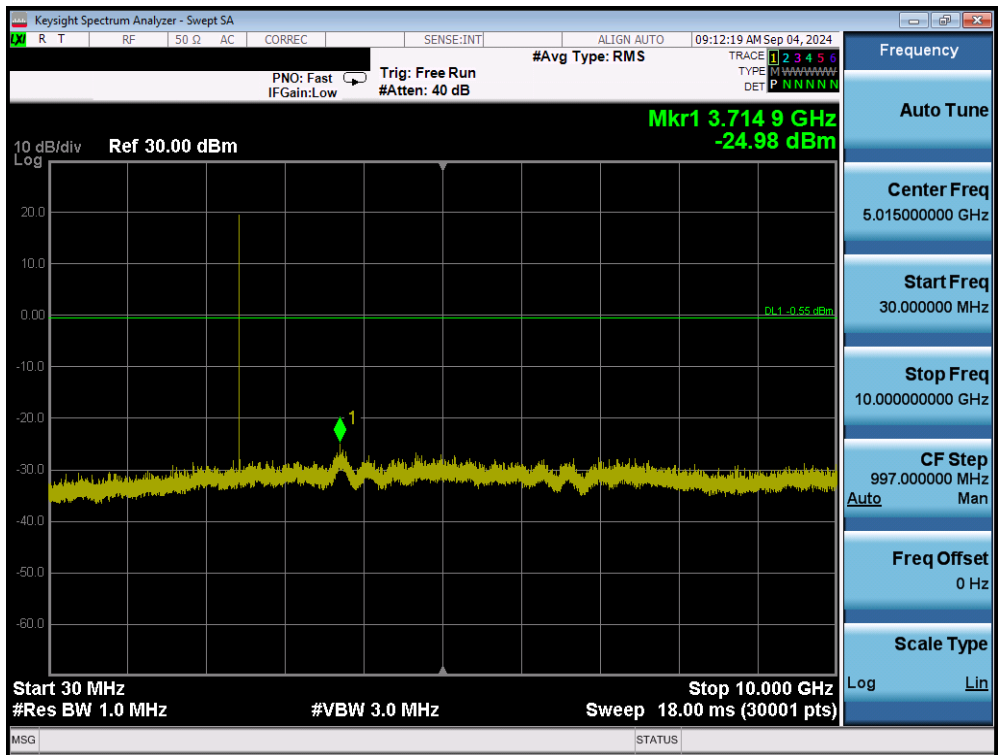 Keysight Spectrum Analyzer - Swept SA
LXI R T RF 50 Ω AC CORREC SENSE:INT ALIGN AUTO 09:12:19 AM Sep 04, 2024
#Avg Type: RMS
TRACE 1 2 3 4 5 6
PNO: Fast Trig: Free Run
TYPE M WWWWW
IFGain:Low #Atten: 40 dB
DET P N N N N N
Mkr1 3.714 9 GHz
-24.98 dBm
10 dB/div Ref 30.00 dBm
Log
20.0
10.0
0.00
DL1 -0.55 dBm
-10.0
-20.0
1
-30.0
-40.0
-50.0
-60.0
Start 30 MHz Stop 10.000 GHz
#Res BW 1.0 MHz #VBW 3.0 MHz Sweep 18.00 ms (30001 pts)
MSG STATUS
Frequency
Auto Tune
Center Freq
5.015000000 GHz
Start Freq
30.000000 MHz
Stop Freq
10.000000000 GHz
CF Step
997.000000 MHz
Auto Man
Freq Offset
0 Hz
Scale Type
Log Lin